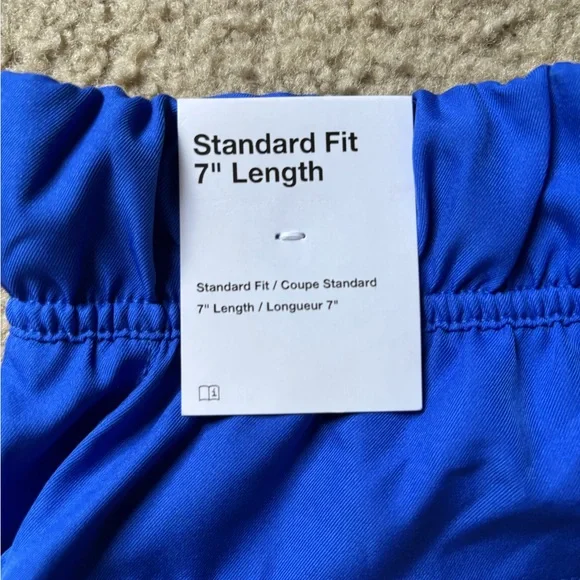 Standard Fit
7" Length
Standard Fit / Coupe Standard
7" Length / Longueur 7"
i